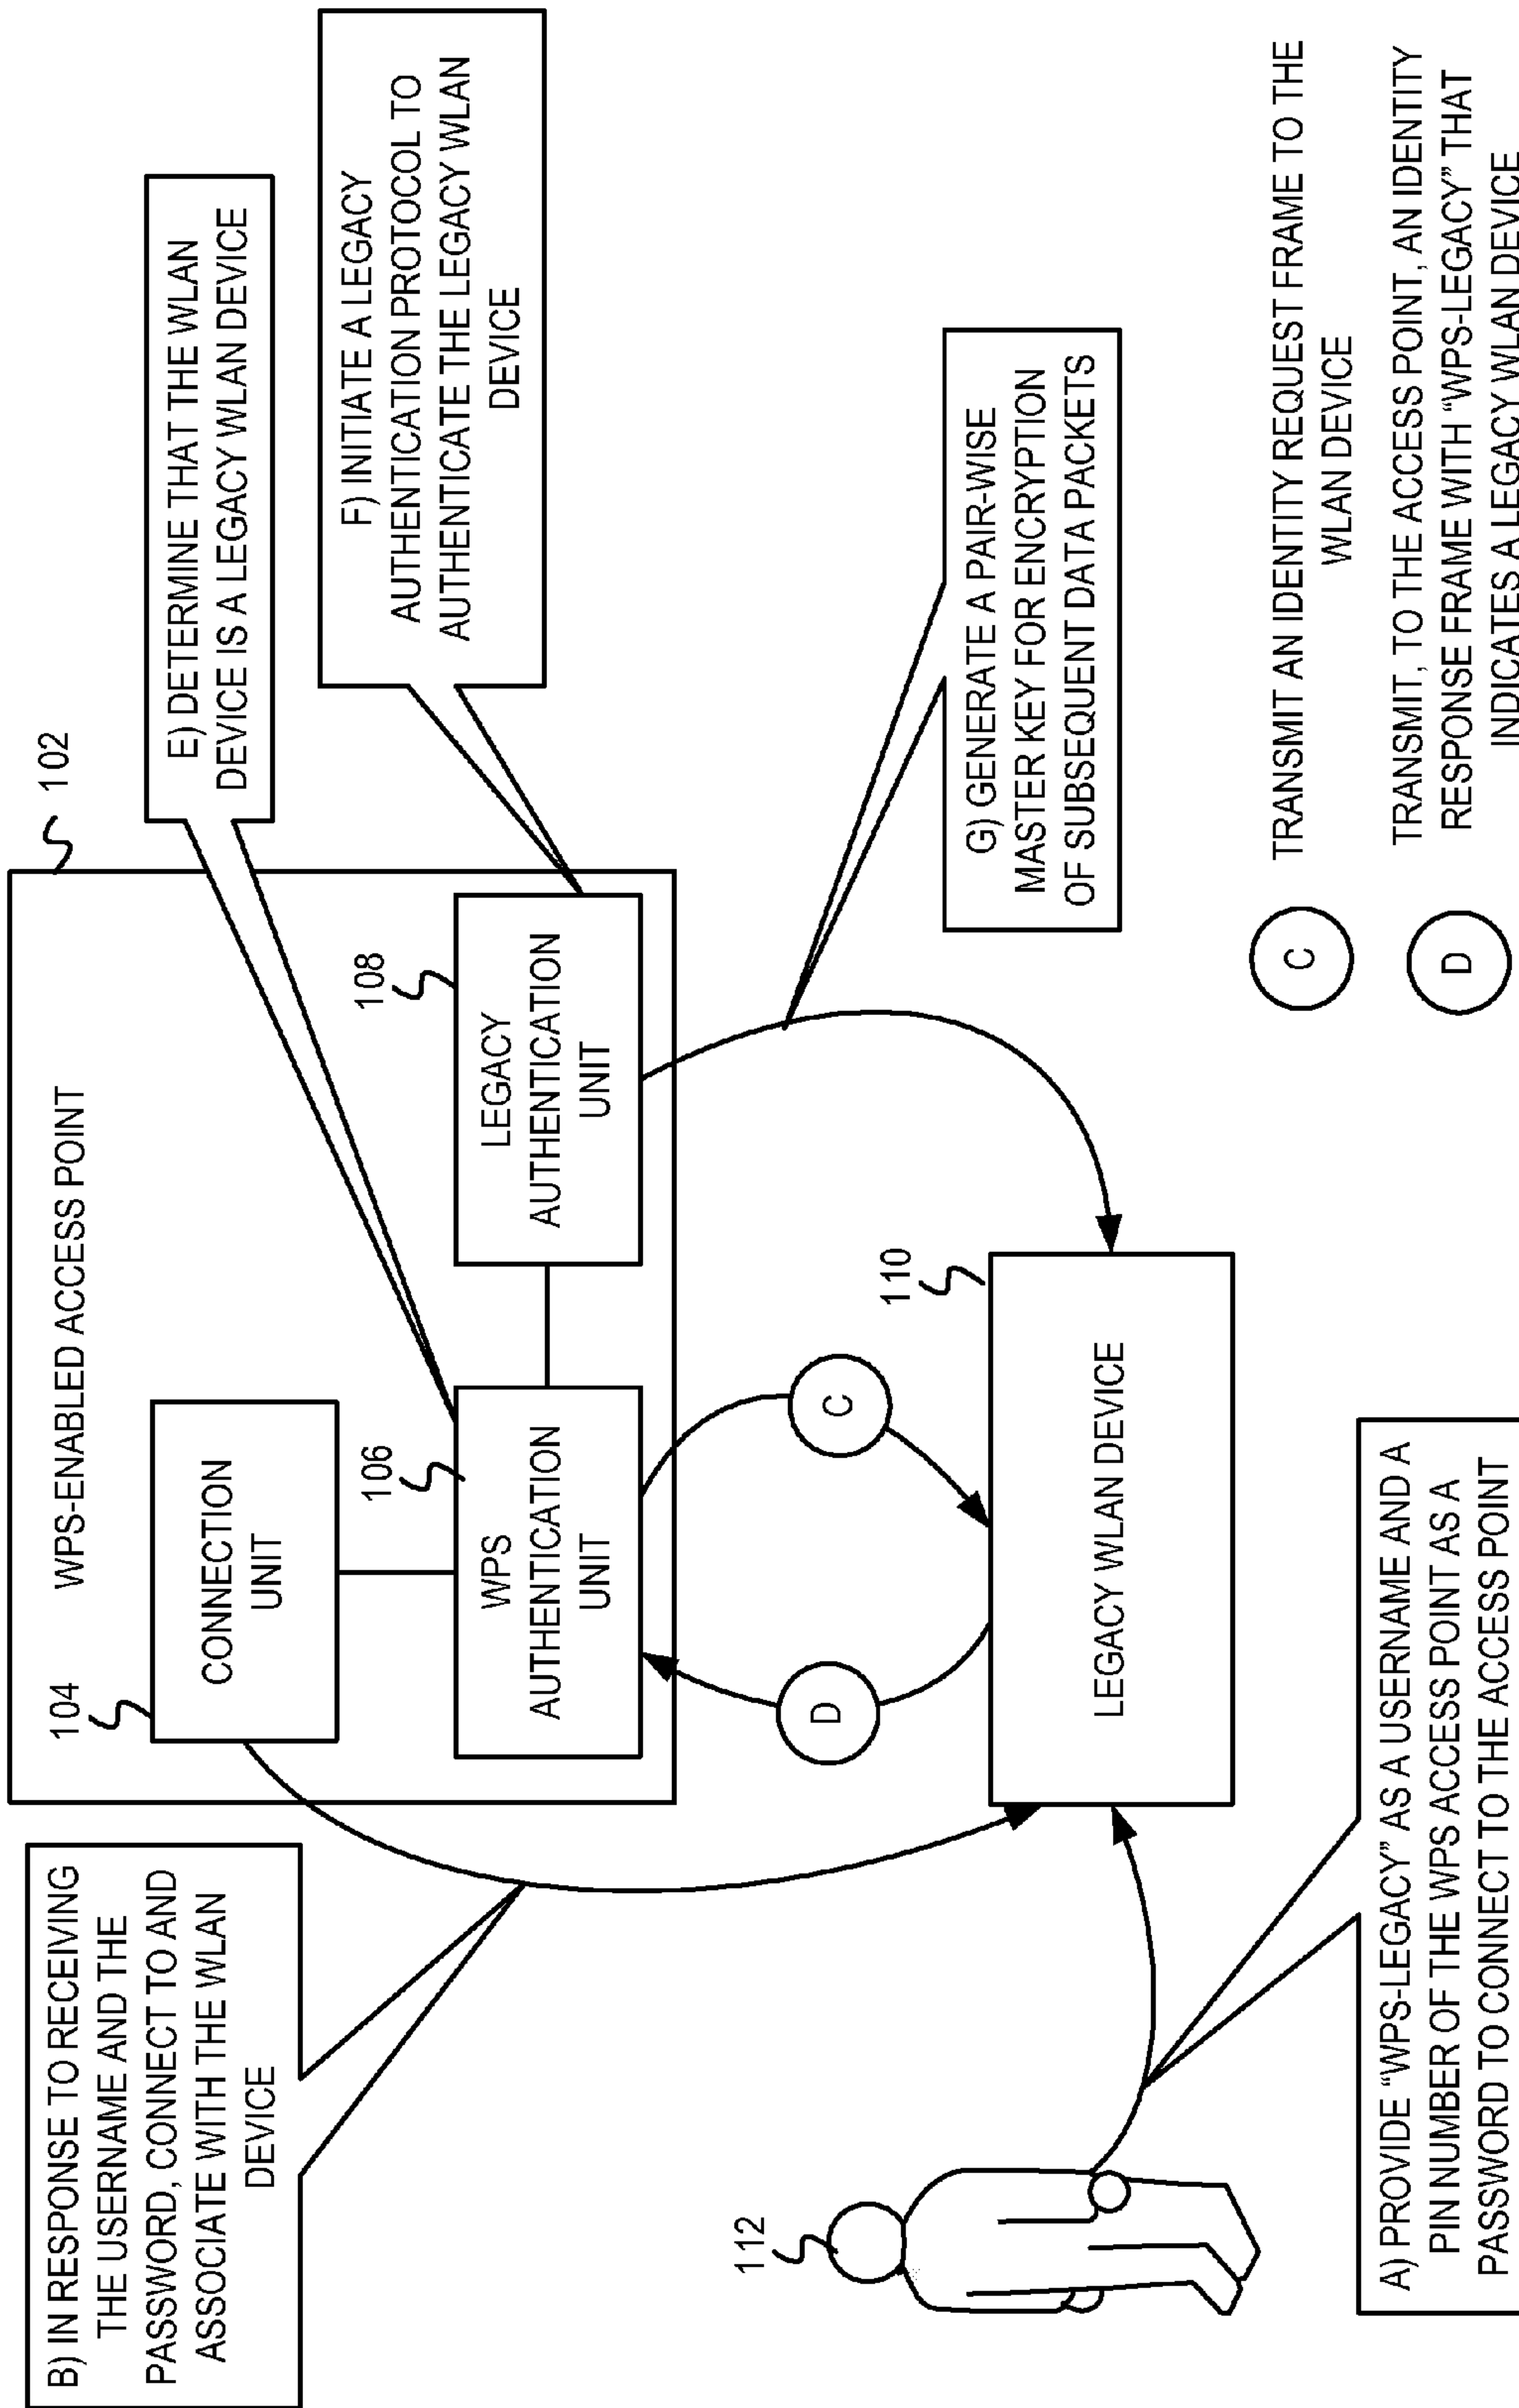 B) IN RESPONSE TO RECEIVING
THE USERNAME AND THE
PASSWORD, CONNECT TO AND
ASSOCIATE WITH THE WLAN
DEVICE
WPS-ENABLED ACCESS POINT
102
104
CONNECTION
UNIT
106
WPS
AUTHENTICATION
UNIT
108
LEGACY
AUTHENTICATION
UNIT
E) DETERMINE THAT THE WLAN
DEVICE IS A LEGACY WLAN DEVICE
F) INITIATE A LEGACY
AUTHENTICATION PROTOCOL TO
AUTHENTICATE THE LEGACY WLAN
DEVICE
D
C
G) GENERATE A PAIR-WISE
MASTER KEY FOR ENCRYPTION
OF SUBSEQUENT DATA PACKETS
112
110
LEGACY WLAN DEVICE
A) PROVIDE “WPS-LEGACY” AS A USERNAME AND A
PIN NUMBER OF THE WPS ACCESS POINT AS A
PASSWORD TO CONNECT TO THE ACCESS POINT
C
TRANSMIT AN IDENTITY REQUEST FRAME TO THE
WLAN DEVICE
D
TRANSMIT, TO THE ACCESS POINT, AN IDENTITY
RESPONSE FRAME WITH “WPS-LEGACY” THAT
INDICATES A LEGACY WLAN DEVICE